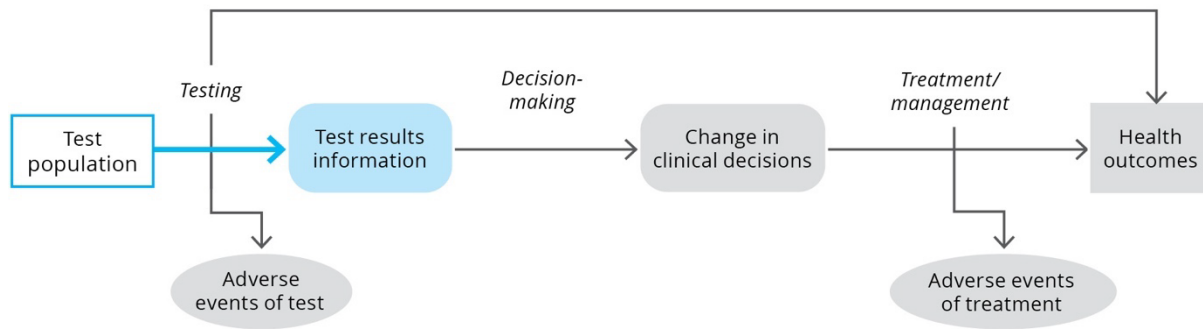 Testing
Decision-
making
Treatment/
management
Test
population
Test results
information
Change in
clinical decisions
Health
outcomes
Adverse
events of test
Adverse events
of treatment